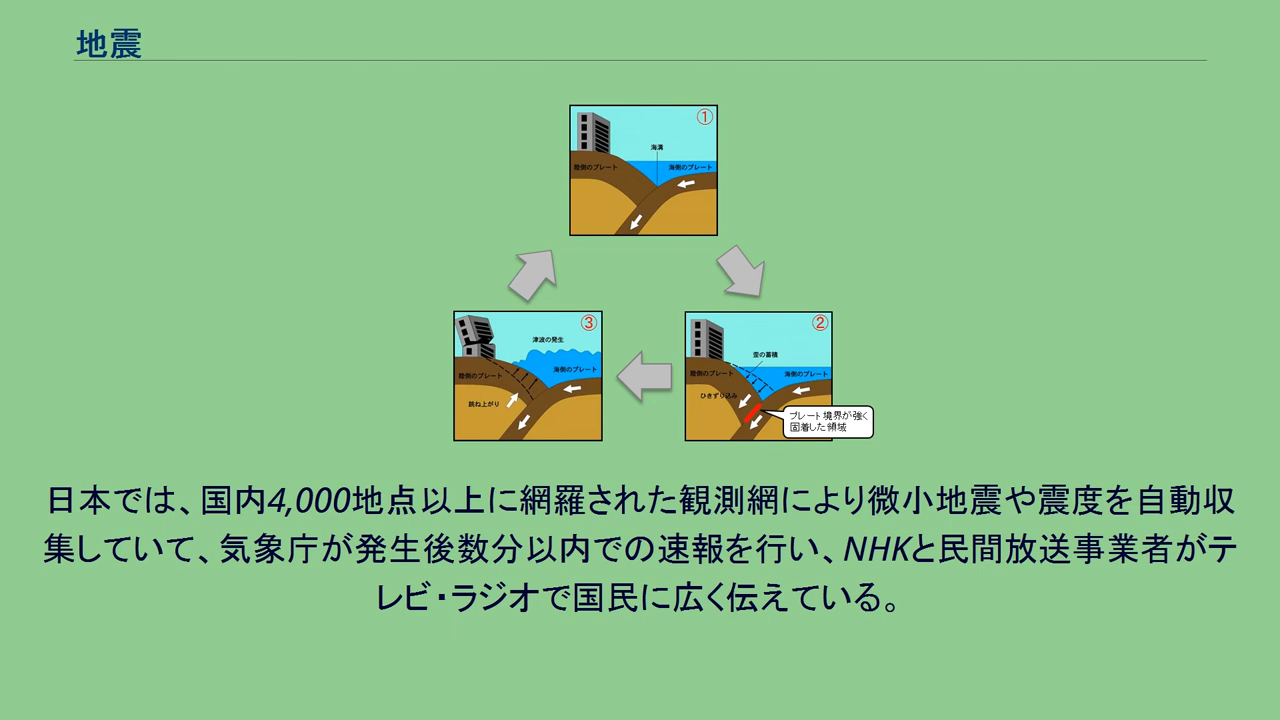 地震
①
海溝
陸側のプレート
海側のプレート
③
津波の発生
海側のプレート
陸側のプレート
跳ね上がり
②
歪の蓄積
陸側のプレート
海側のプレート
ひきずり込み
プレート境界が強く
固着した領域
日本では、国内4,000地点以上に網羅された観測網により微小地震や震度を自動収
集していて、気象庁が発生後数分以内での速報を行い、NHKと民間放送事業者がテ
レビ・ラジオで国民に広く伝えている。